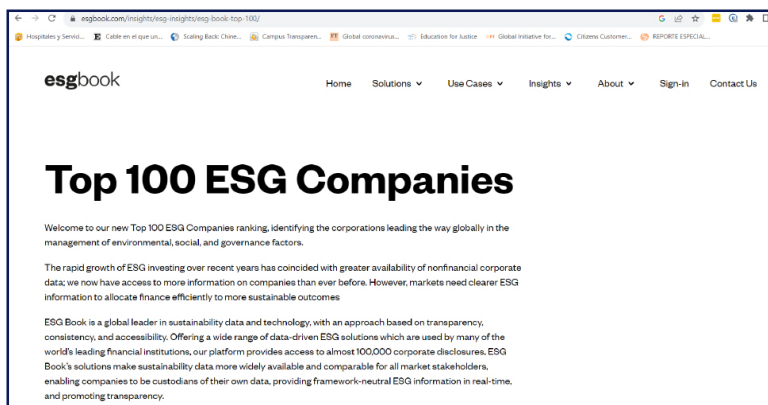 esgbook.com/insights/esg-insights/esg-book-top-100/
Hospitales y Servici... Cable en el que un... Scaling Back: Chine... Campus Transparen... Global coronavirus... Education for Justice Global Initiative for... Citizens Customer... REPORTE ESPECIAL...
esgbook
Home Solutions Use Cases Insights About Sign-in Contact Us
Top 100 ESG Companies
Welcome to our new Top 100 ESG Companies ranking, identifying the corporations leading the way globally in the
management of environmental, social, and governance factors.
The rapid growth of ESG investing over recent years has coincided with greater availability of nonfinancial corporate
data; we now have access to more information on companies than ever before. However, markets need clearer ESG
information to allocate finance efficiently to more sustainable outcomes
ESG Book is a global leader in sustainability data and technology, with an approach based on transparency,
consistency, and accessibility. Offering a wide range of data-driven ESG solutions which are used by many of the
world's leading financial institutions, our platform provides access to almost 100,000 corporate disclosures. ESG
Book's solutions make sustainability data more widely available and comparable for all market stakeholders,
enabling companies to be custodians of their own data, providing framework-neutral ESG information in real-time,
and promoting transparency.